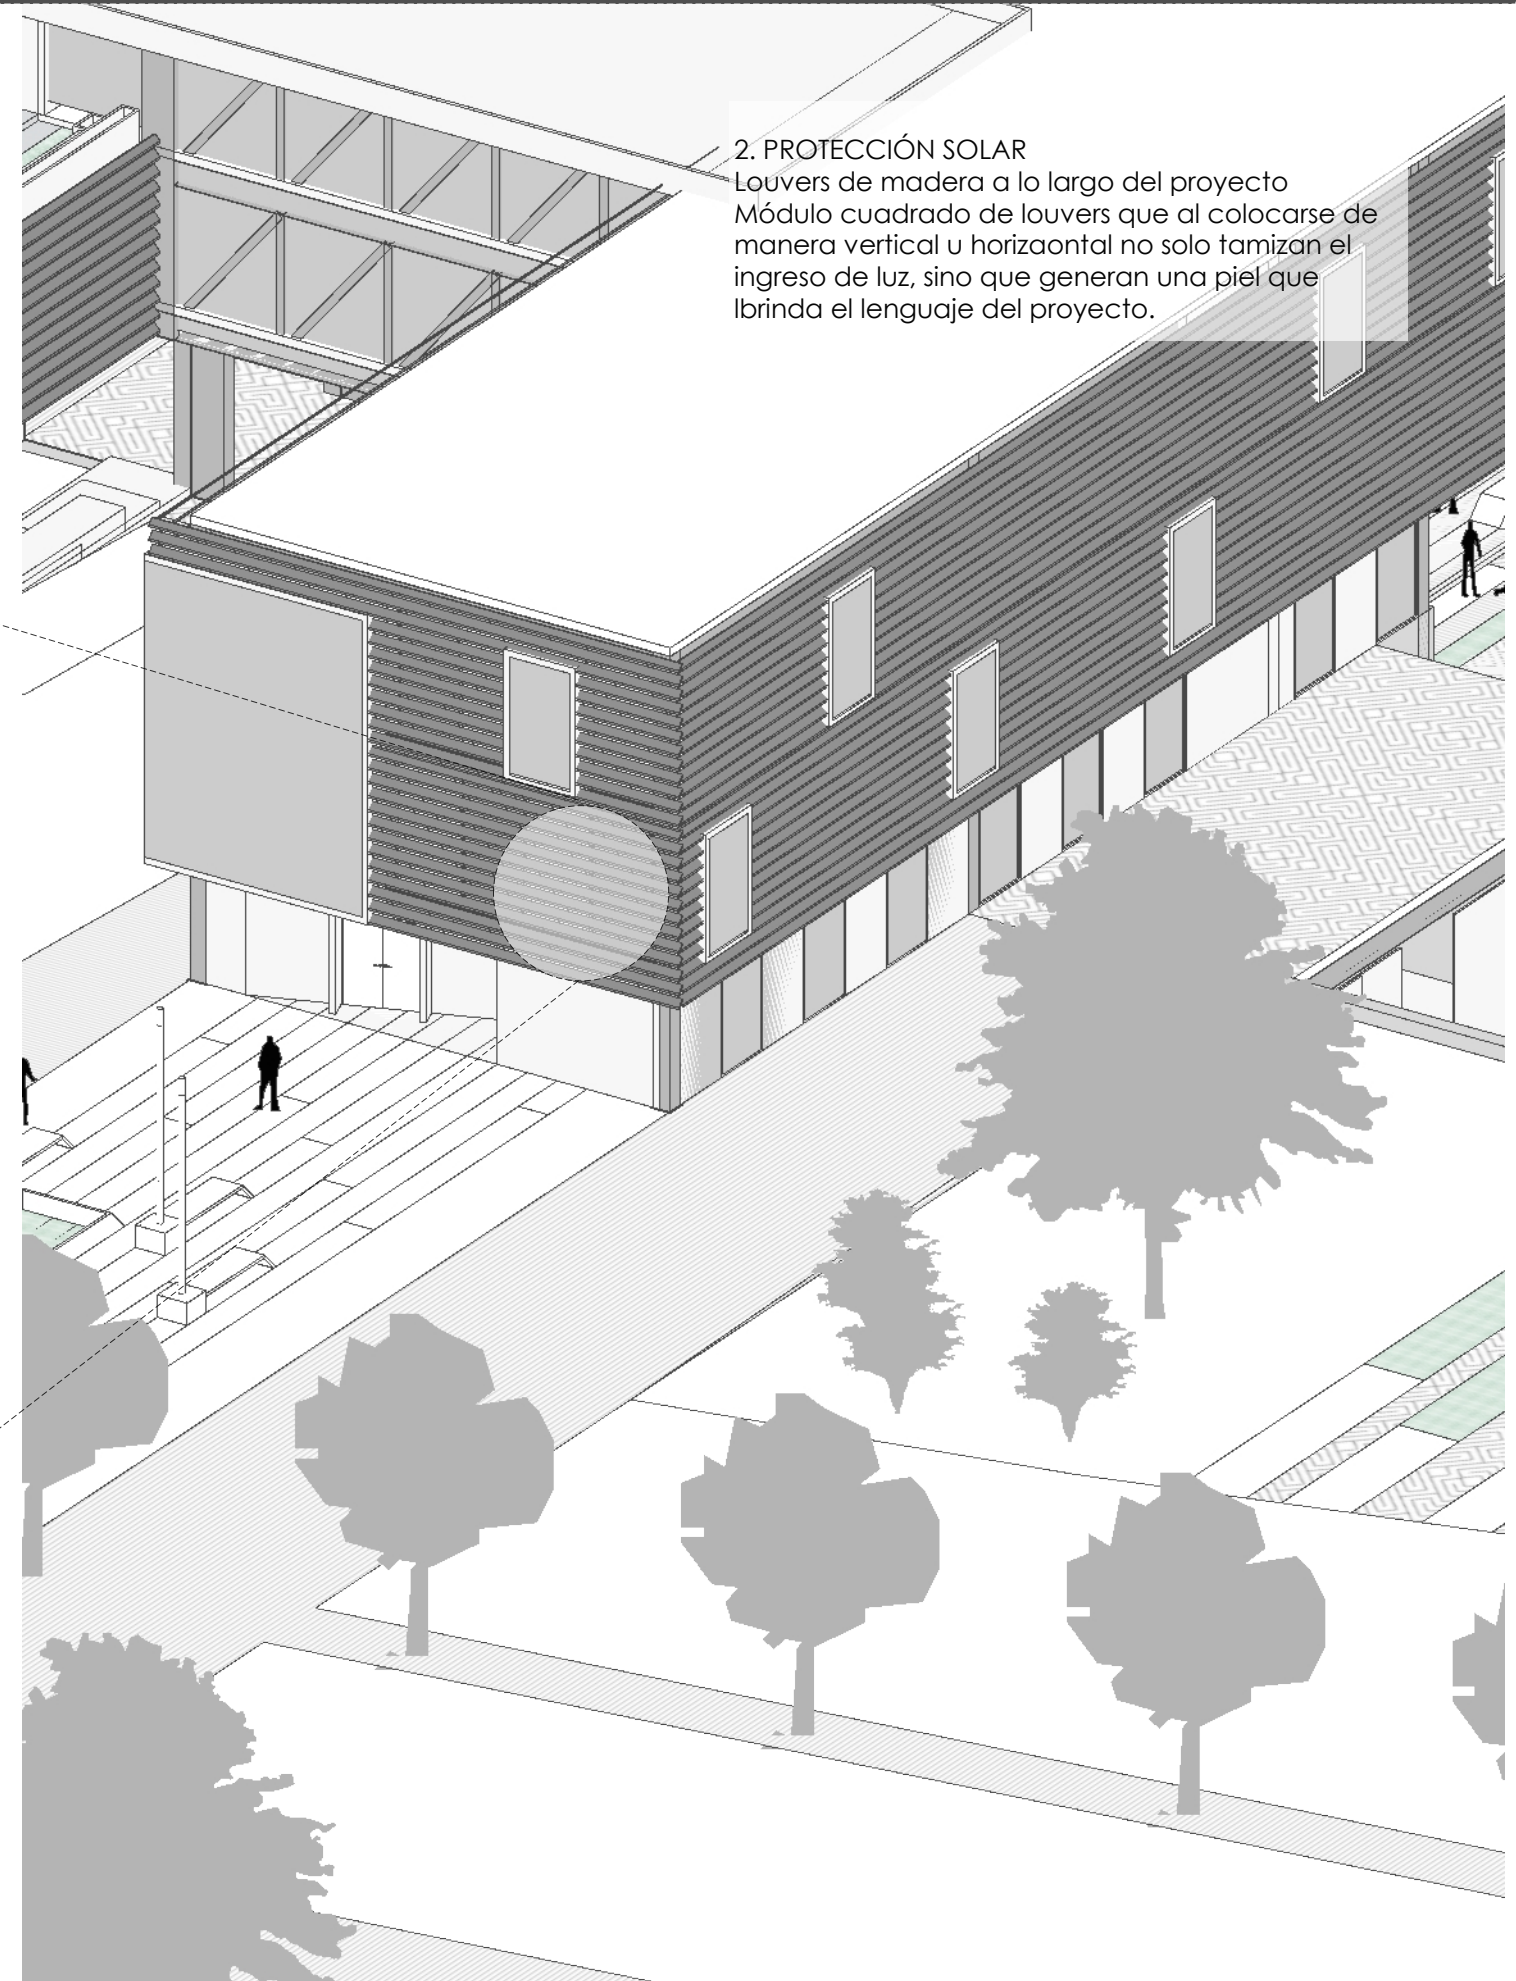 2. PROTECCIÓN SOLAR
Louvers de madera a lo largo del proyecto
Módulo cuadrado de louvers que al colocarse de
manera vertical u horizaontal no solo tamizan el
ingreso de luz, sino que generan una piel que
lbrinda el lenguaje del proyecto.